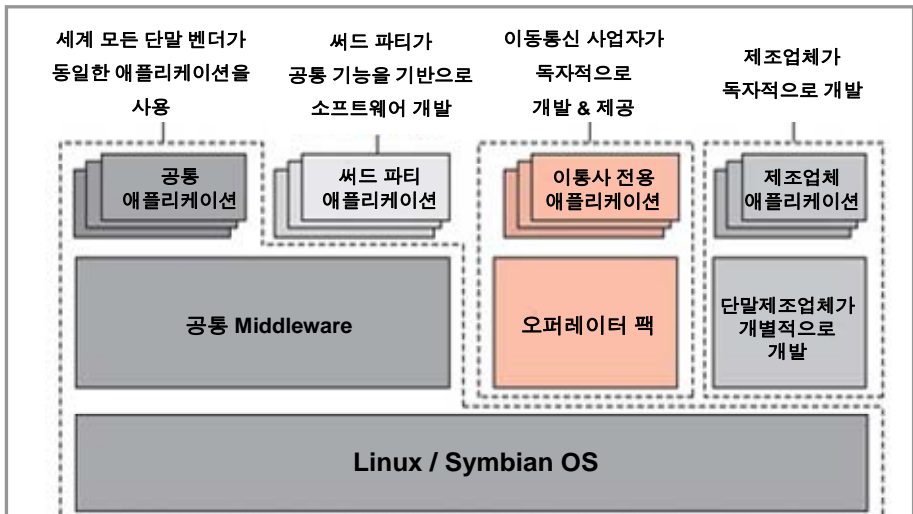 세계 모든 단말 벤더가
동일한 애플리케이션을
사용
써드 파티가
공통 기능을 기반으로
소프트웨어 개발
이동통신 사업자가
독자적으로
개발 & 제공
제조업체가
독자적으로 개발
공통
애플리케이션
써드 파티
애플리케이션
이통사 전용
애플리케이션
제조업체
애플리케이션
공통 Middleware
오퍼레이터 팩
단말제조업체가
개별적으로
개발
Linux / Symbian OS